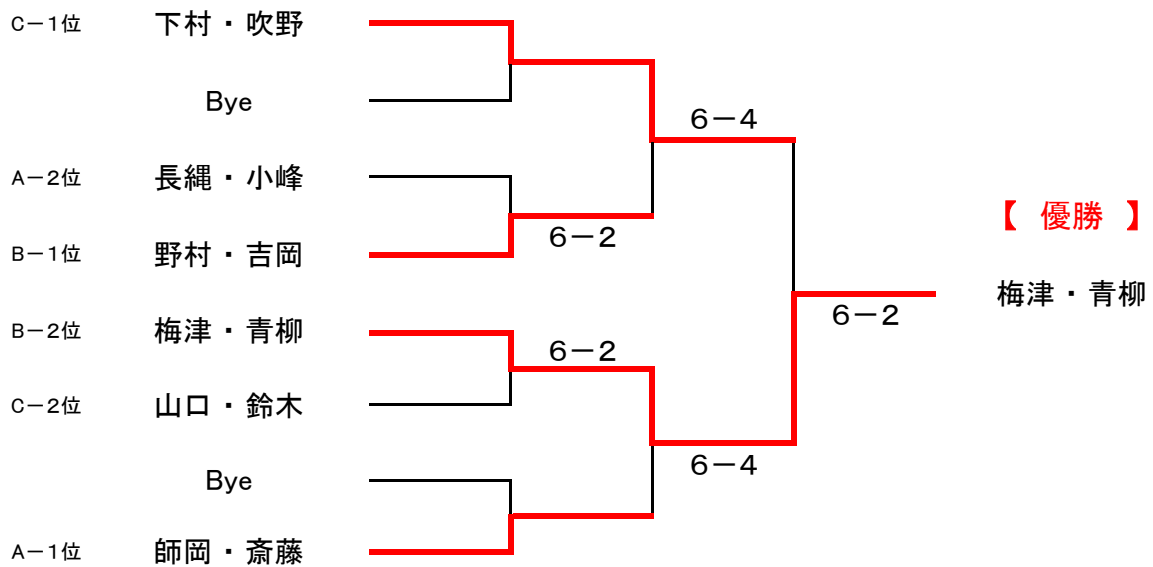 C－1位 下村・吹野
Bye
6－4
A－2位 長縄・小峰
【 優勝 】
B－1位 野村・吉岡
6－2
梅津・青柳
6－2
B－2位 梅津・青柳
6－2
C－2位 山口・鈴木
6－4
Bye
A－1位 師岡・斎藤